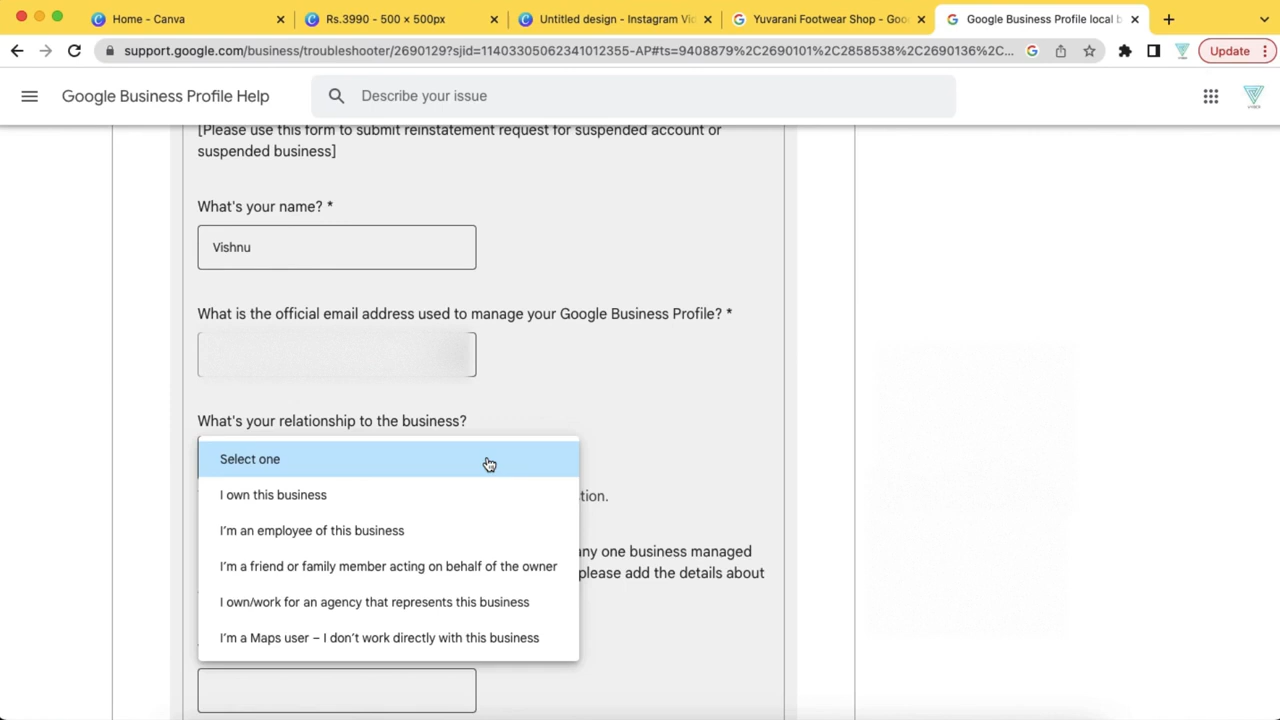 Home - Canva
Rs.3990 - 500 × 500px
Untitled design - Instagram Vi
Yuvarani Footwear Shop - Goo
Google Business Profile local b
support.google.com/business/troubleshooter/2690129?sjid=11403305062341012355-AP#ts=9408879%2C2690101%2C2858538%2C2690136%2C...
Update
Google Business Profile Help
Describe your issue
[Please use this form to submit reinstatement request for suspended account or
suspended business]
What's your name? *
Vishnu
What is the official email address used to manage your Google Business Profile? *
What's your relationship to the business?
Select one
I own this business
tion.
I'm an employee of this business
any one business managed
I'm a friend or family member acting on behalf of the owner
please add the details about
I own/work for an agency that represents this business
I'm a Maps user – I don't work directly with this business